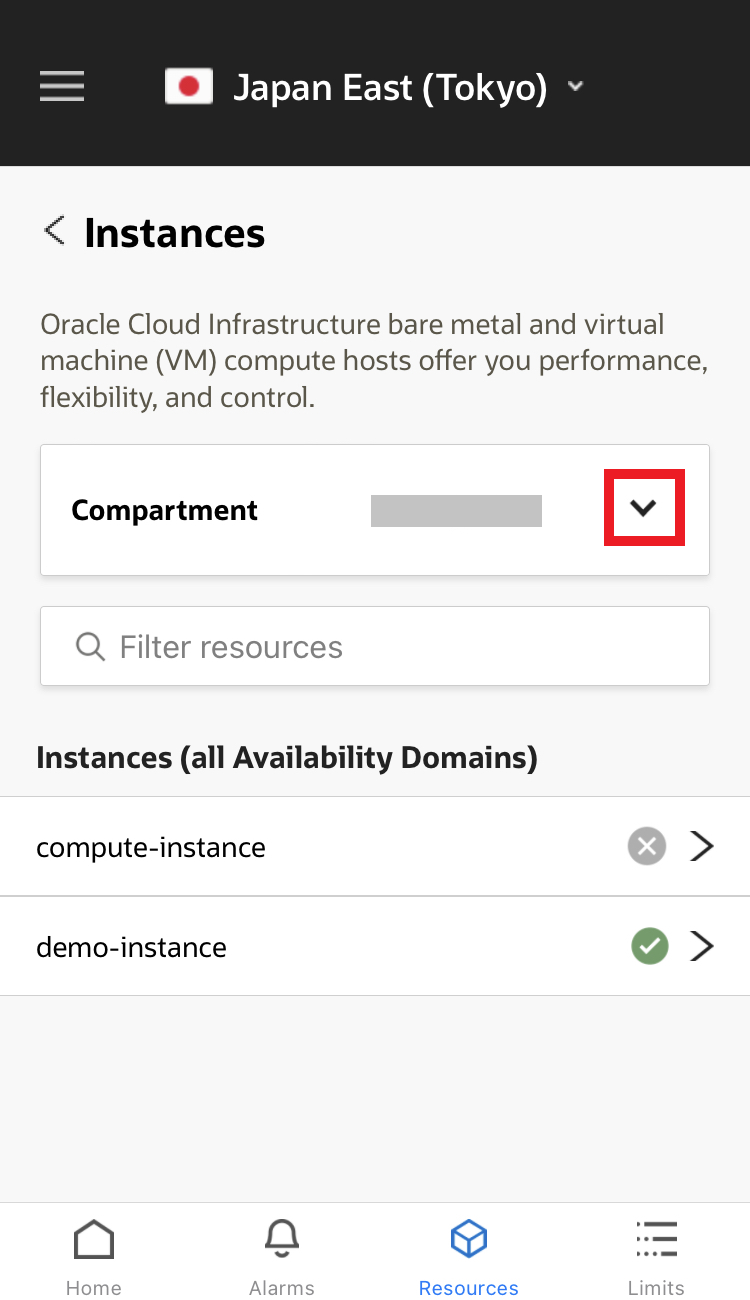 Japan East (Tokyo)
Instances
Oracle Cloud Infrastructure bare metal and virtual
machine (VM) compute hosts offer you performance,
flexibility, and control.
Compartment
Filter resources
Instances (all Availability Domains)
compute-instance
demo-instance
Home
Alarms
Resources
Limits